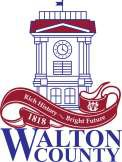 Rich History ~ Bright Future
1818
WALTON
COUNTY